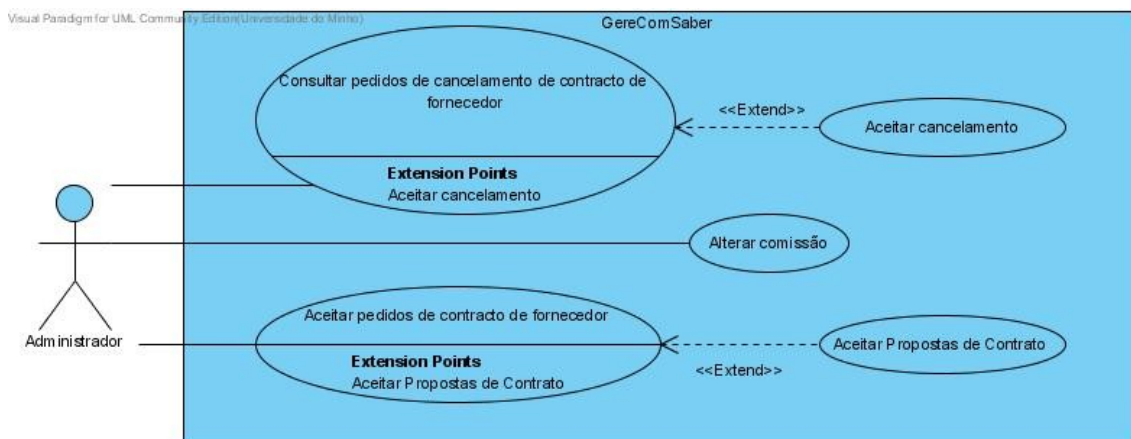 Visual Paradigm for UML Community Edition(Universidade do Minho)
GereComSaber
Consultar pedidos de cancelamento de contracto de
fornecedor
<<Extend>>
Aceitar cancelamento
Extension Points
Aceitar cancelamento
Alterar comissão
Aceitar pedidos de contracto de fornecedor
Administrador
Extension Points
Aceitar Propostas de Contrato
Aceitar Propostas de Contrato
<<Extend>>